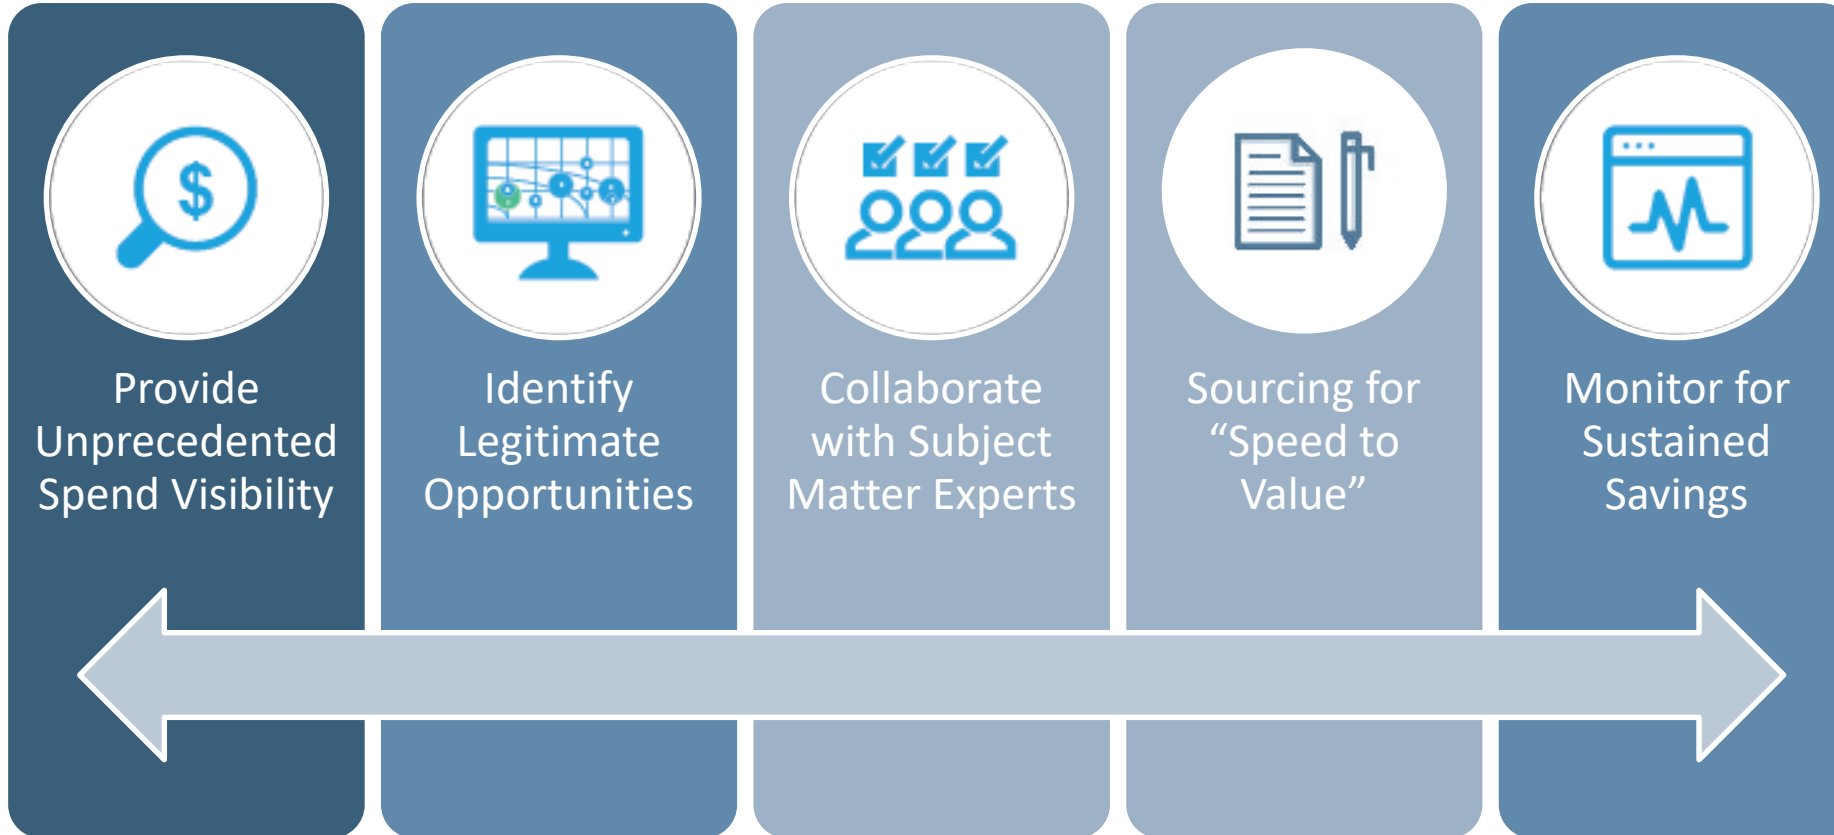 $
Provide
Unprecedented
Spend Visibility
Identify
Legitimate
Opportunities
Collaborate
with Subject
Matter Experts
Sourcing for
“Speed to
Value”
Monitor for
Sustained
Savings